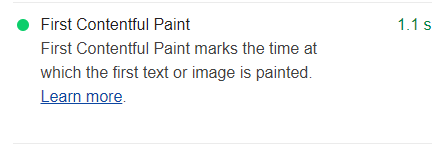 First Contentful Paint 1.1 s
First Contentful Paint marks the time at
which the first text or image is painted.
Learn more.